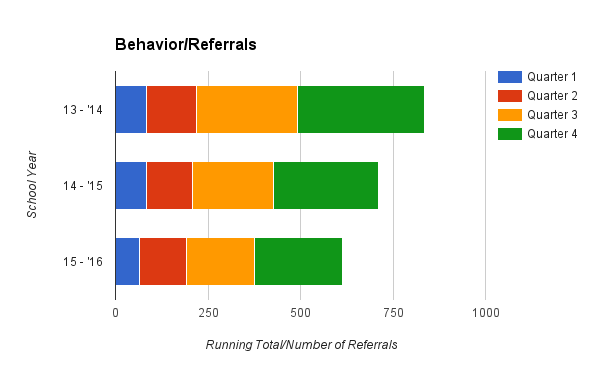 Behavior/Referrals
Quarter 1
Quarter 2
Quarter 3
Quarter 4
School Year
13 - '14
14 - '15
15 - '16
0 250 500 750 1000
Running Total/Number of Referrals